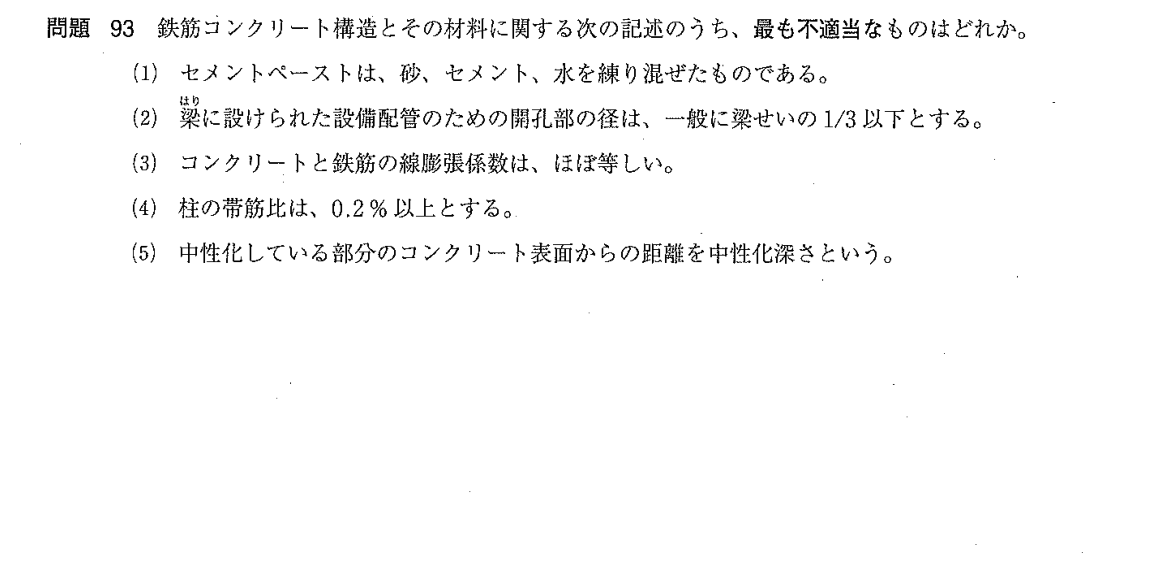 問題 93 鉄筋コンクリート構造とその材料に関する次の記述のうち、最も不適当なものはどれか。
(1) セメントペーストは、砂、セメント、水を練り混ぜたものである。
はり
(2) 梁に設けられた設備配管のための開孔部の径は、一般に梁せいの 1/3 以下とする。
(3) コンクリートと鉄筋の線膨張係数は、ほぼ等しい。
(4) 柱の帯筋比は、0.2 % 以上とする。
(5) 中性化している部分のコンクリート表面からの距離を中性化深さという。